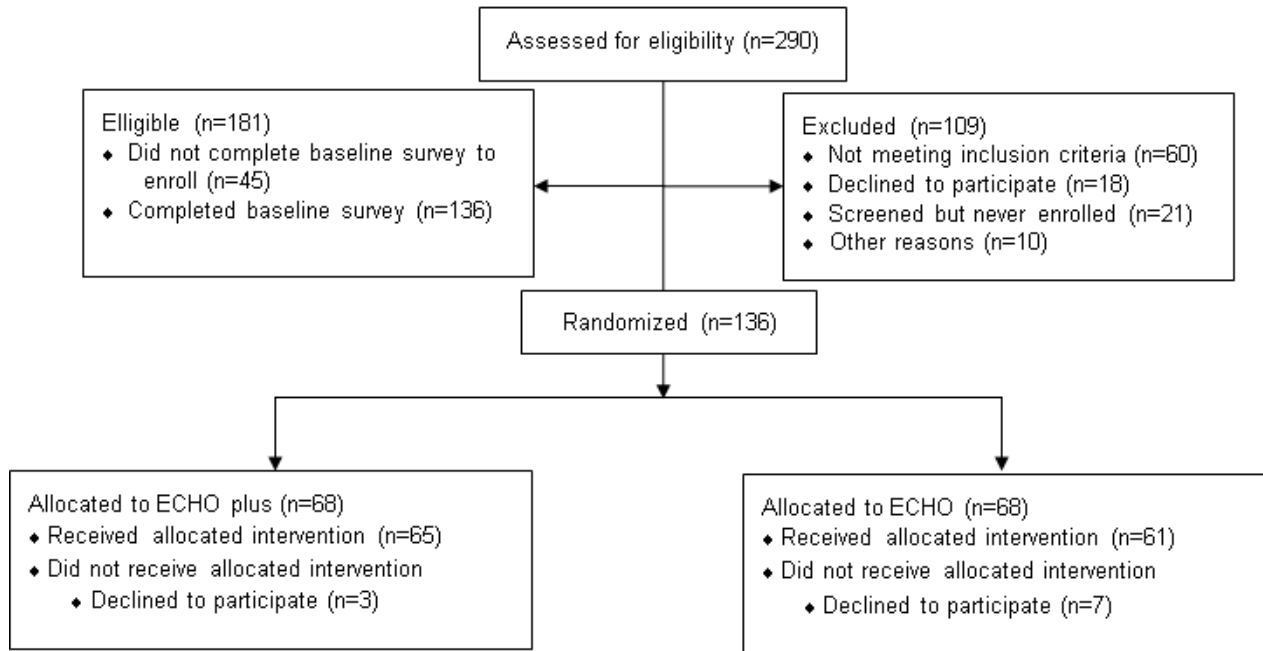 Assessed for eligibility (n=290)
Elligible (n=181)
♦ Did not complete baseline survey to
enroll (n=45)
♦ Completed baseline survey (n=136)
Excluded (n=109)
♦ Not meeting inclusion criteria (n=60)
♦ Declined to participate (n=18)
♦ Screened but never enrolled (n=21)
♦ Other reasons (n=10)
Randomized (n=136)
Allocated to ECHO plus (n=68)
♦ Received allocated intervention (n=65)
♦ Did not receive allocated intervention
♦ Declined to participate (n=3)
Allocated to ECHO (n=68)
♦ Received allocated intervention (n=61)
♦ Did not receive allocated intervention
♦ Declined to participate (n=7)